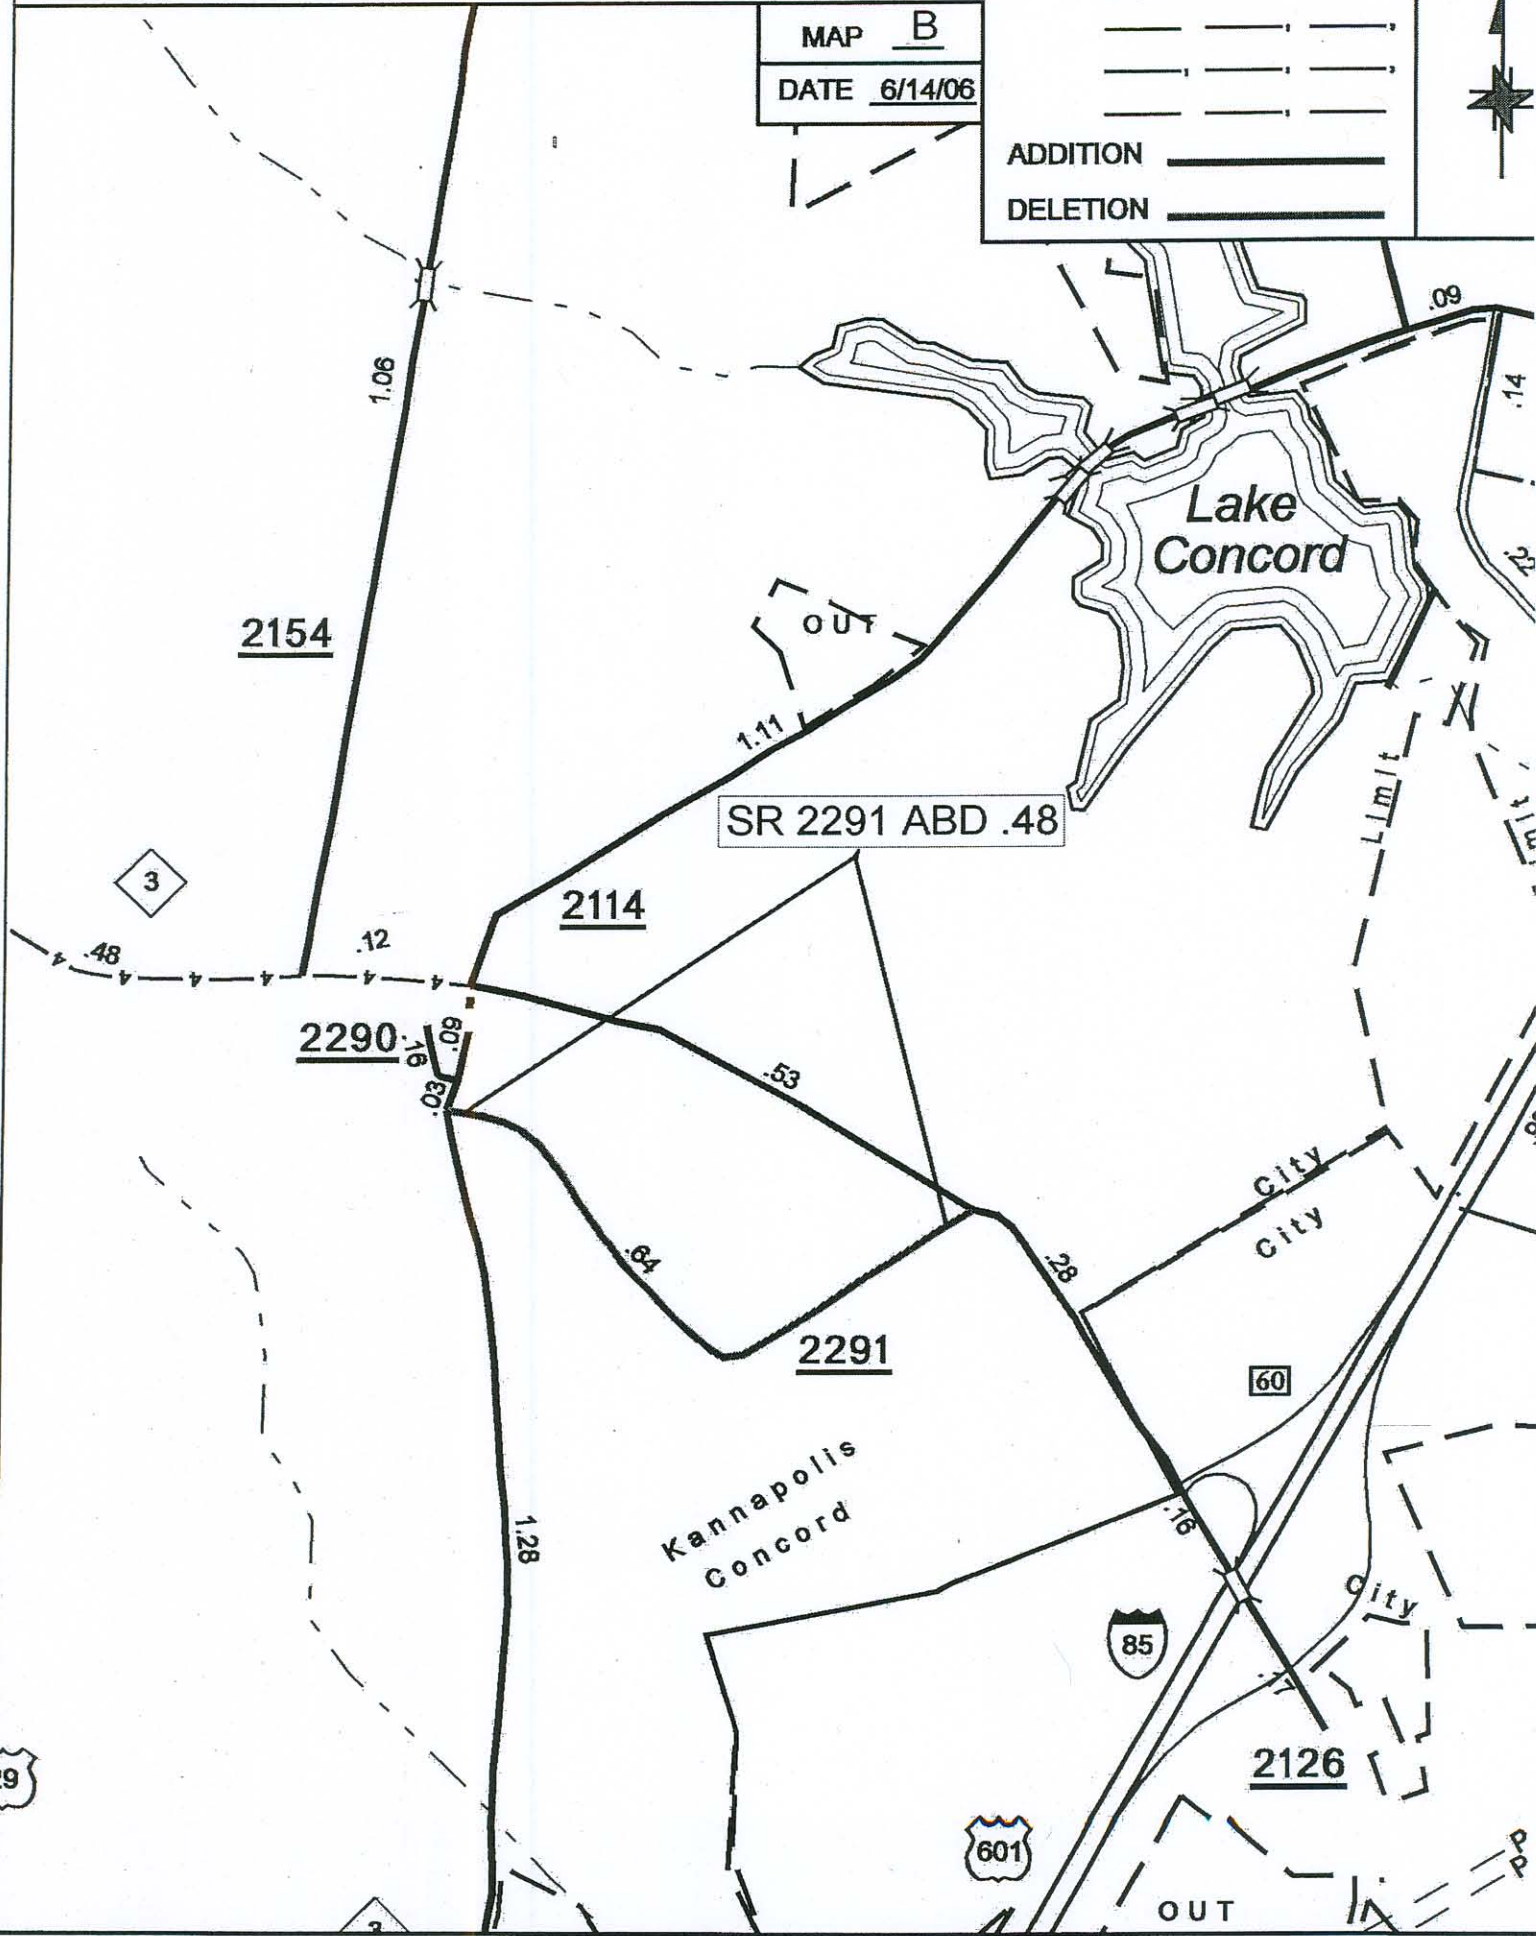 MAP B
DATE 6/14/06
ADDITION
DELETION
.09
.14
1.06
Lake
Concord
2154
OUT
1.11
SR 2291 ABD .48
Limit
3
2114
.48
.12
2290
.16
.09
.03
.53
City
City
.28
.64
2291
60
Kannapolis
Concord
1.28
.16
City
85
2126
29
601
P
P
OUT
3